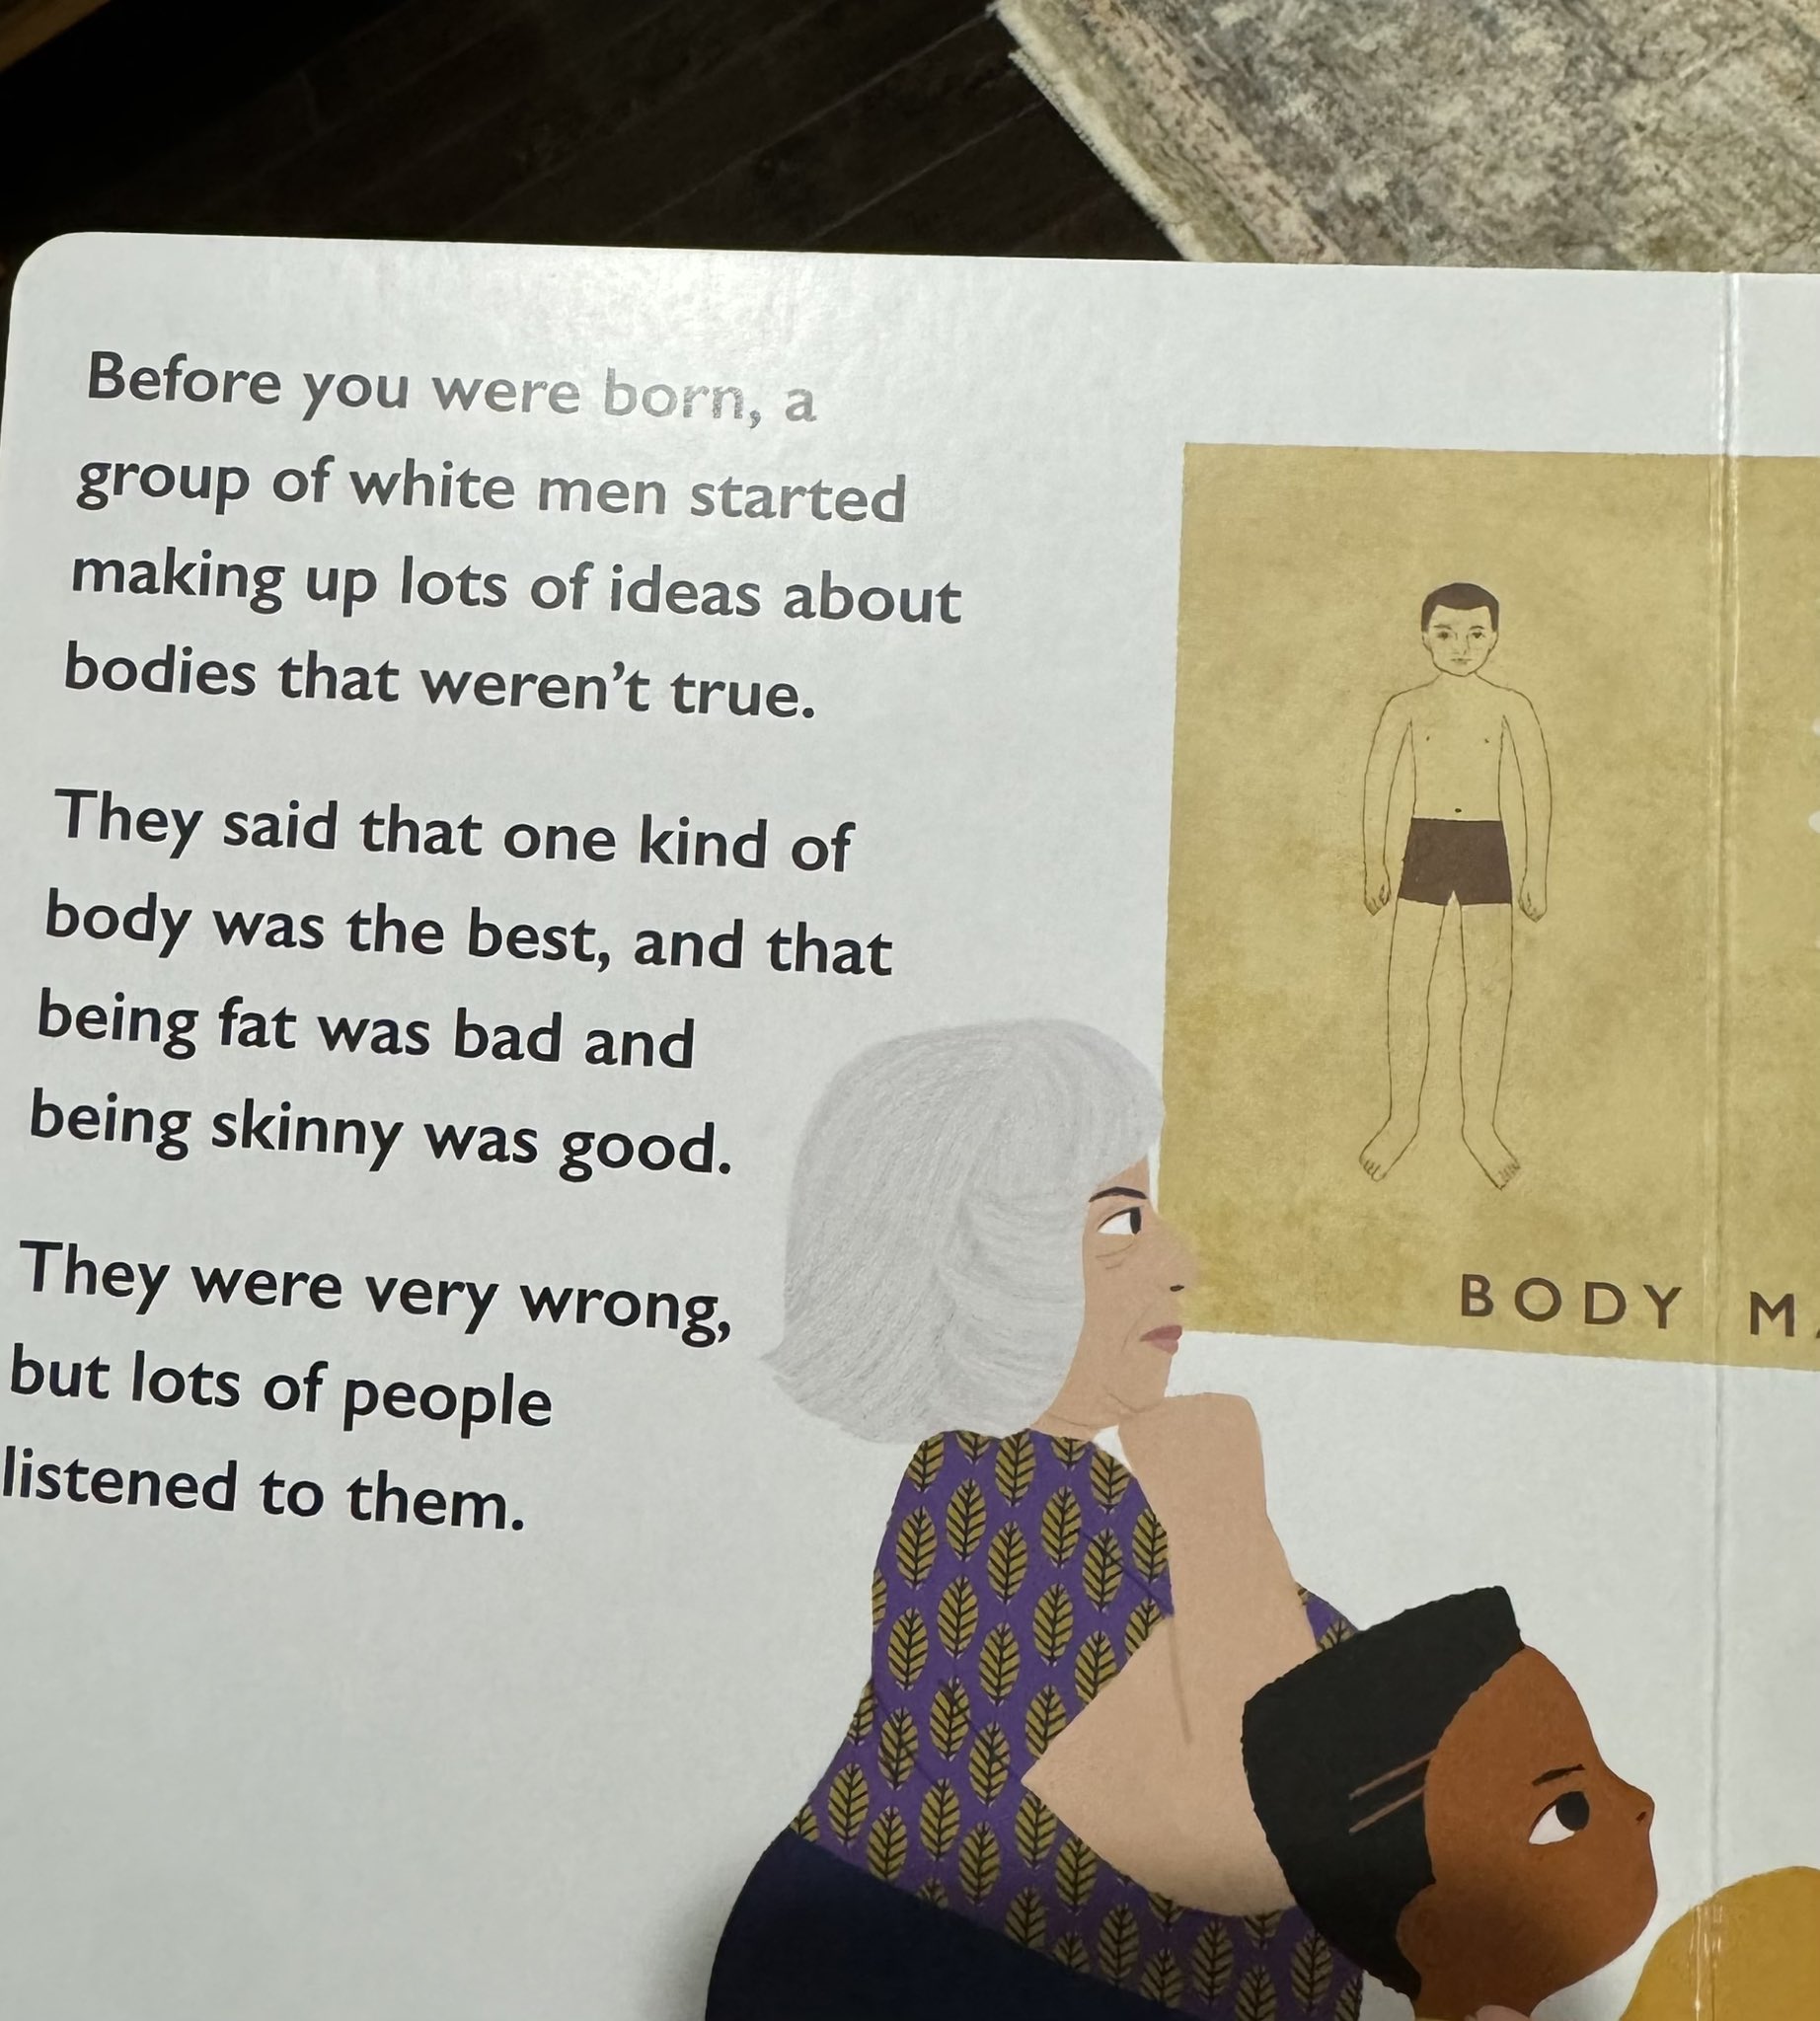 Before you were born, a
group of white men started
making up lots of ideas about
bodies that weren't true.
They said that one kind of
body was the best, and that
being fat was bad and
being skinny was good.
They were very wrong,
but lots of people
listened to them.
BODY